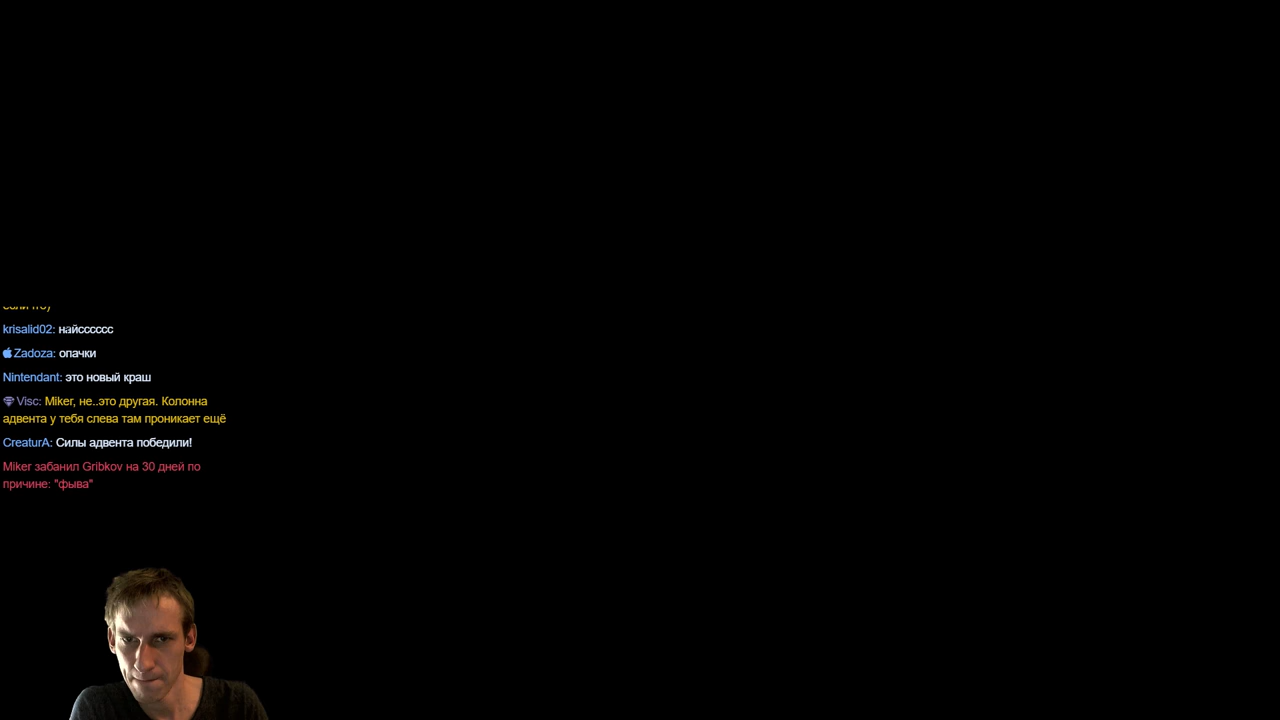 krisalid02: найсссссс
Zadoza: опачки
Nintendant: это новый краш
Visc: Miker, не..это другая. Колонна
адвента у тебя слева там проникает ещё
CreaturA: Силы адвента победили!
Miker забанил Gribkov на 30 дней по
причине: "фыва"